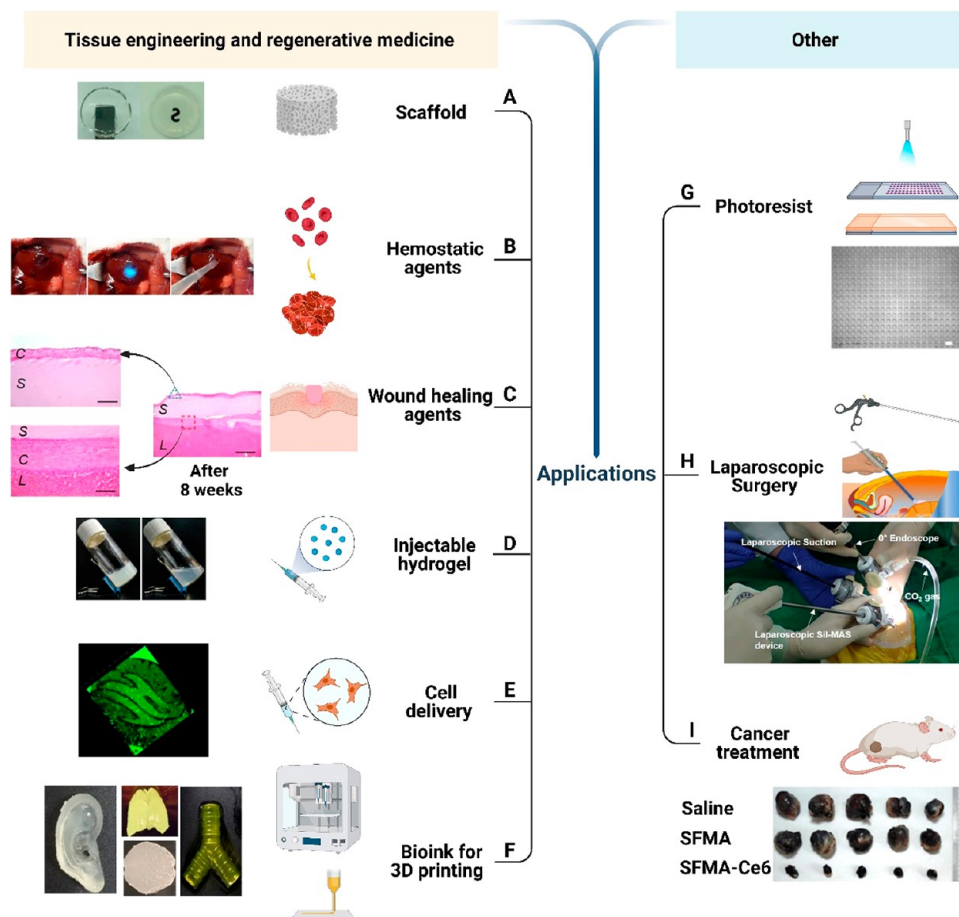 Tissue engineering and regenerative medicine
Other
A
Scaffold
S
B
Hemostatic
agents
C
Wound healing
agents
C
S
S
C
L
S
L
After
8 weeks
D
Injectable
hydrogel
E
Cell
delivery
F
Bioink for
3D printing
Applications
G
Photoresist
H
Laparoscopic
Surgery
Laparoscopic Suction
0° Endoscope
CO₂ gas
Laparoscopic Sil-MAS
device
I
Cancer
treatment
Saline
SFMA
SFMA-Ce6